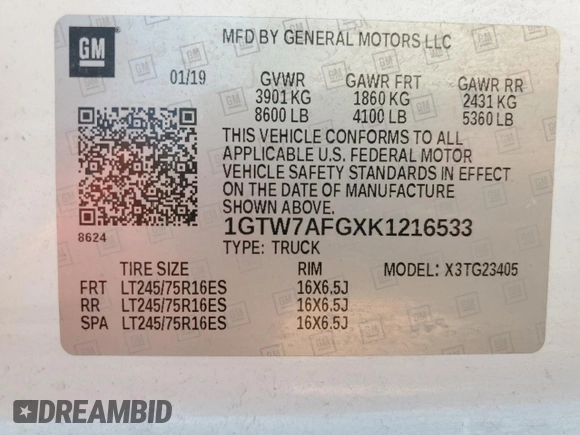 GM
MFD BY GENERAL MOTORS LLC
01/19 GVWR GAWR FRT GAWR RR
3901 KG 1860 KG 2431 KG
8600 LB 4100 LB 5360 LB
THIS VEHICLE CONFORMS TO ALL
APPLICABLE U.S. FEDERAL MOTOR
VEHICLE SAFETY STANDARDS IN EFFECT
ON THE DATE OF MANUFACTURE
SHOWN ABOVE.
8624
1GTW7AFGXK1216533
TYPE: TRUCK
TIRE SIZE RIM MODEL: X3TG23405
FRT LT245/75R16ES 16X6.5J
RR LT245/75R16ES 16X6.5J
SPA LT245/75R16ES 16X6.5J
DREAMBID